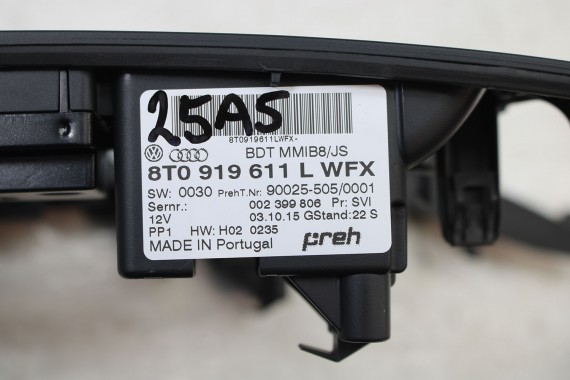 25A5
8T0919611LWFX-
BDT MMIB8/JS
8T0 919 611 L WFX
SW: 0030 PrehT.Nr: 90025-505/0001
Sernr.: 002 399 806 Pr: SVI
12V 03.10.15 GStand: 22 S
PP1 HW: H02 0235
MADE IN Portugal preh